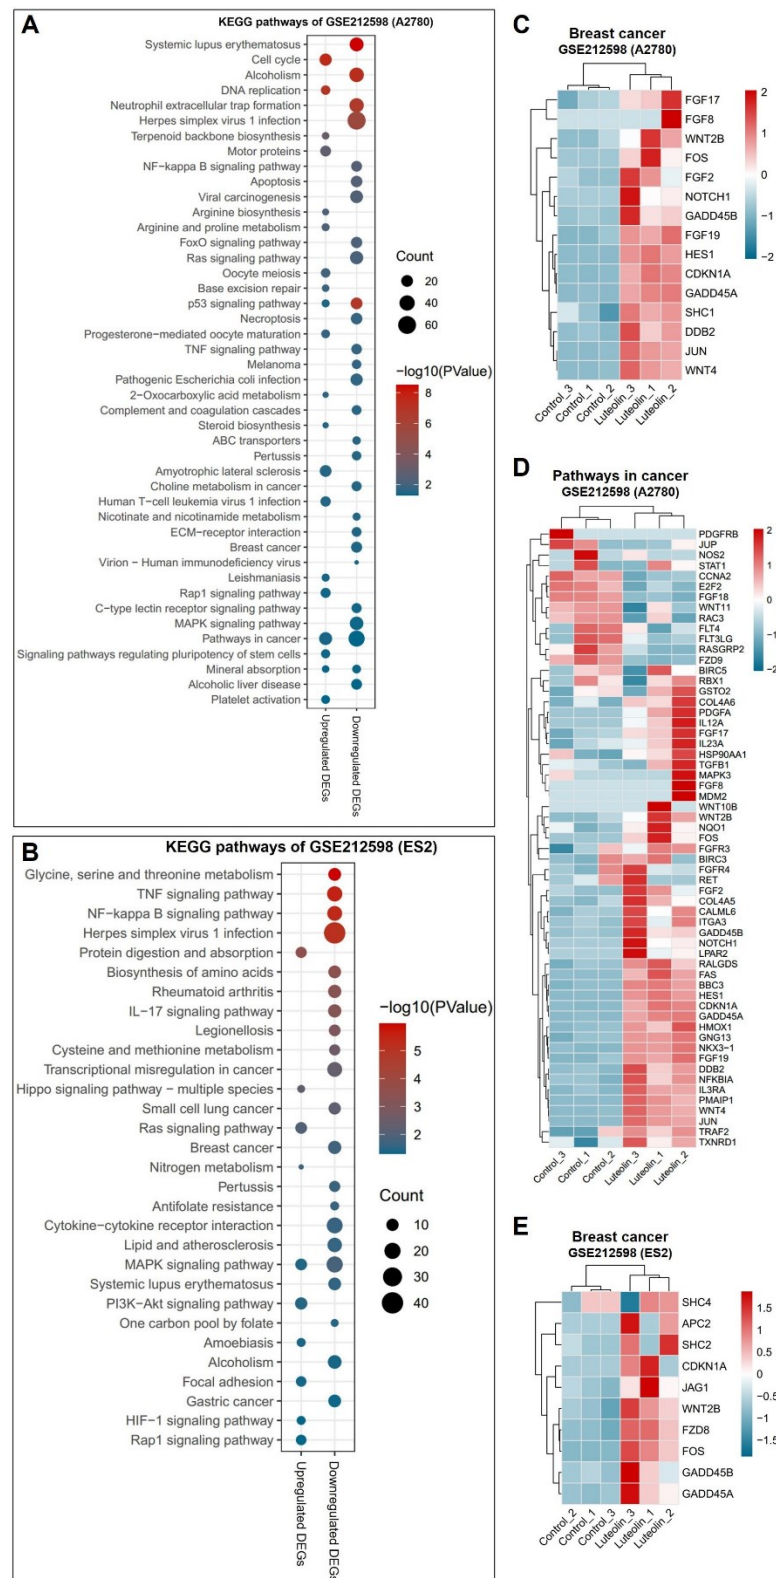 A
KEGG pathways of GSE212598 (A2780)
Systemic lupus erythematosus
Cell cycle
Alcoholism
DNA replication
Neutrophil extracellular trap formation
Herpes simplex virus 1 infection
Terpenoid backbone biosynthesis
Motor proteins
NF-kappa B signaling pathway
Apoptosis
Viral carcinogenesis
Arginine biosynthesis
Arginine and proline metabolism
FoxO signaling pathway
Ras signaling pathway
Oocyte meiosis
Base excision repair
p53 signaling pathway
Necroptosis
Progesterone-mediated oocyte maturation
TNF signaling pathway
Melanoma
Pathogenic Escherichia coli infection
2-Oxocarboxylic acid metabolism
Complement and coagulation cascades
Steroid biosynthesis
ABC transporters
Pertussis
Amyotrophic lateral sclerosis
Choline metabolism in cancer
Human T-cell leukemia virus 1 infection
Nicotinate and nicotinamide metabolism
ECM-receptor interaction
Breast cancer
Virion - Human immunodeficiency virus
Leishmaniasis
Rap1 signaling pathway
C-type lectin receptor signaling pathway
MAPK signaling pathway
Pathways in cancer
Signaling pathways regulating pluripotency of stem cells
Mineral absorption
Alcoholic liver disease
Platelet activation
Upregulated DEGs
Downregulated DEGs
Count
20
40
60
-log10(PValue)
8
6
4
2
B
KEGG pathways of GSE212598 (ES2)
Glycine, serine and threonine metabolism
TNF signaling pathway
NF-kappa B signaling pathway
Herpes simplex virus 1 infection
Protein digestion and absorption
Biosynthesis of amino acids
Rheumatoid arthritis
IL-17 signaling pathway
Legionellosis
Cysteine and methionine metabolism
Transcriptional misregulation in cancer
Hippo signaling pathway - multiple species
Small cell lung cancer
Ras signaling pathway
Breast cancer
Nitrogen metabolism
Pertussis
Antifolate resistance
Cytokine-cytokine receptor interaction
Lipid and atherosclerosis
MAPK signaling pathway
Systemic lupus erythematosus
PI3K-Akt signaling pathway
One carbon pool by folate
Amoebiasis
Alcoholism
Focal adhesion
Gastric cancer
HIF-1 signaling pathway
Rap1 signaling pathway
Upregulated DEGs
Downregulated DEGs
-log10(PValue)
5
4
3
2
Count
10
20
30
40
C
Breast cancer
GSE212598 (A2780)
FGF17
FGF8
WNT2B
FOS
FGF2
NOTCH1
GADD45B
FGF19
HES1
CDKN1A
GADD45A
SHC1
DDB2
JUN
WNT4
Control_3
Control_1
Control_2
Luteolin_3
Luteolin_1
Luteolin_2
2
1
0
-1
-2
D
Pathways in cancer
GSE212598 (A2780)
PDGFRB
JUP
NOS2
STAT1
CCNA2
E2F2
FGF18
WNT11
RAC3
FLT4
FLT3LG
RASGRP2
FZD9
BIRC5
RBX1
GSTO2
COL4A6
PDGFA
IL12A
FGF17
IL23A
HSP90AA1
TGFB1
MAPK3
FGF8
MDM2
WNT10B
WNT2B
NQO1
FOS
FGFR3
BIRC3
FGFR4
RET
FGF2
COL4A5
CALML6
ITGA3
GADD45B
NOTCH1
LPAR2
RALGDS
FAS
BBC3
HES1
CDKN1A
GADD45A
HMOX1
GNG13
NKX3-1
FGF19
DDB2
NFKBIA
IL3RA
PMAIP1
WNT4
JUN
TRAF2
TXNRD1
Control_3
Control_1
Control_2
Luteolin_3
Luteolin_1
Luteolin_2
2
1
0
-1
-2
E
Breast cancer
GSE212598 (ES2)
SHC4
APC2
SHC2
CDKN1A
JAG1
WNT2B
FZD8
FOS
GADD45B
GADD45A
Control_2
Control_1
Control_3
Luteolin_3
Luteolin_1
Luteolin_2
1.5
1
0.5
0
-0.5
-1
-1.5